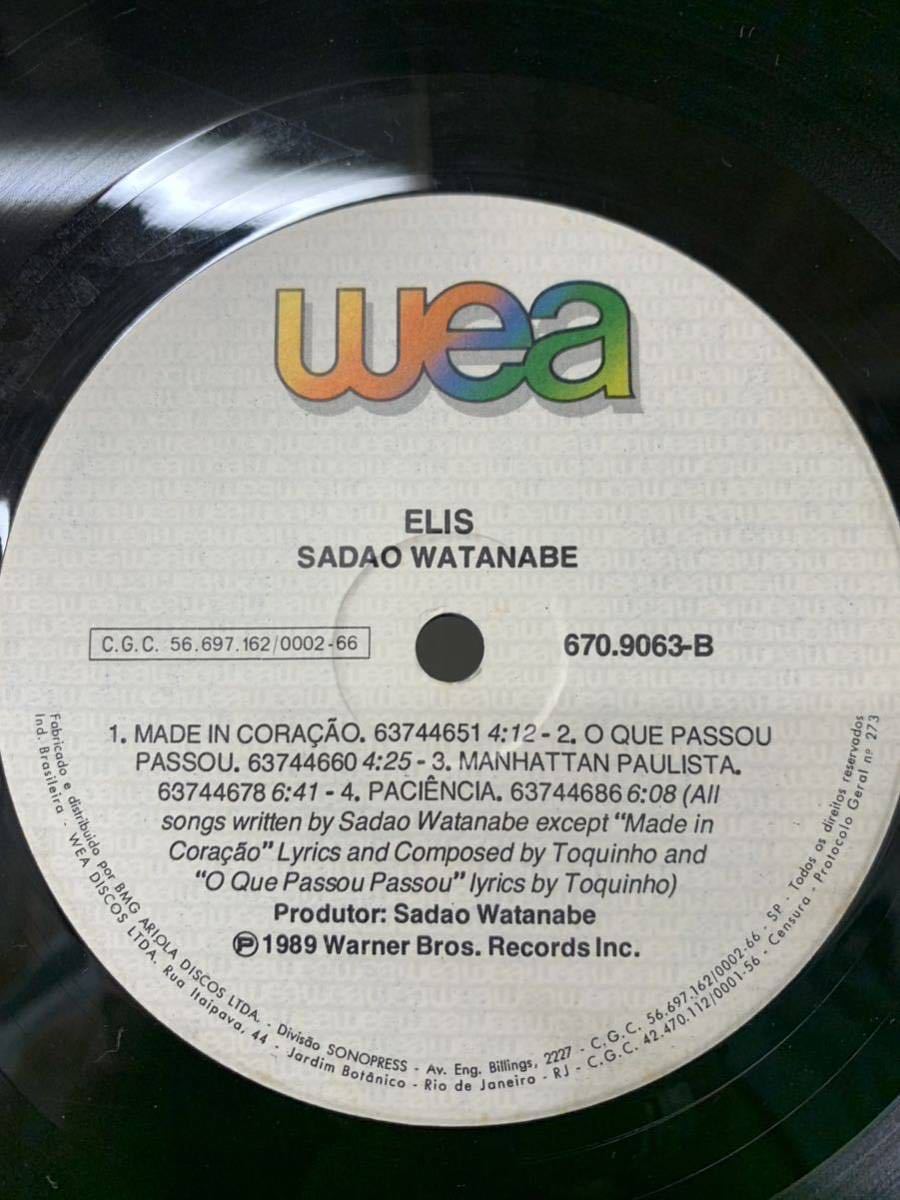 wea
ELIS
SADAO WATANABE
C.G.C. 56.697.162/0002-66
670.9063-B
1. MADE IN CORAÇÃO. 63744651 4:12 - 2. O QUE PASSOU
PASSOU. 63744660 4:25 - 3. MANHATTAN PAULISTA.
63744678 6:41 - 4. PACIÊNCIA. 63744686 6:08 (All
songs written by Sadao Watanabe except "Made in
Coração" Lyrics and Composed by Toquinho and
"O Que Passou Passou" lyrics by Toquinho)
Produtor: Sadao Watanabe
Ⓟ1989 Warner Bros. Records Inc.
Fabricado e distribuido por BMG ARIOLA DISCOS LTDA. - Divisão SONOPRESS - Av. Eng. Billings, 2227 - C.G.C. 56.697.162/0002-66 - SP - Todos os direitos reservados
Ind. Brasileira - WEA DISCOS LTDA. Rua Itaipava, 44 - Jardim Botânico - Rio de Janeiro - RJ - C.G.C. 42.470.112/0001-56 - Censura - Protocolo Geral nº 273